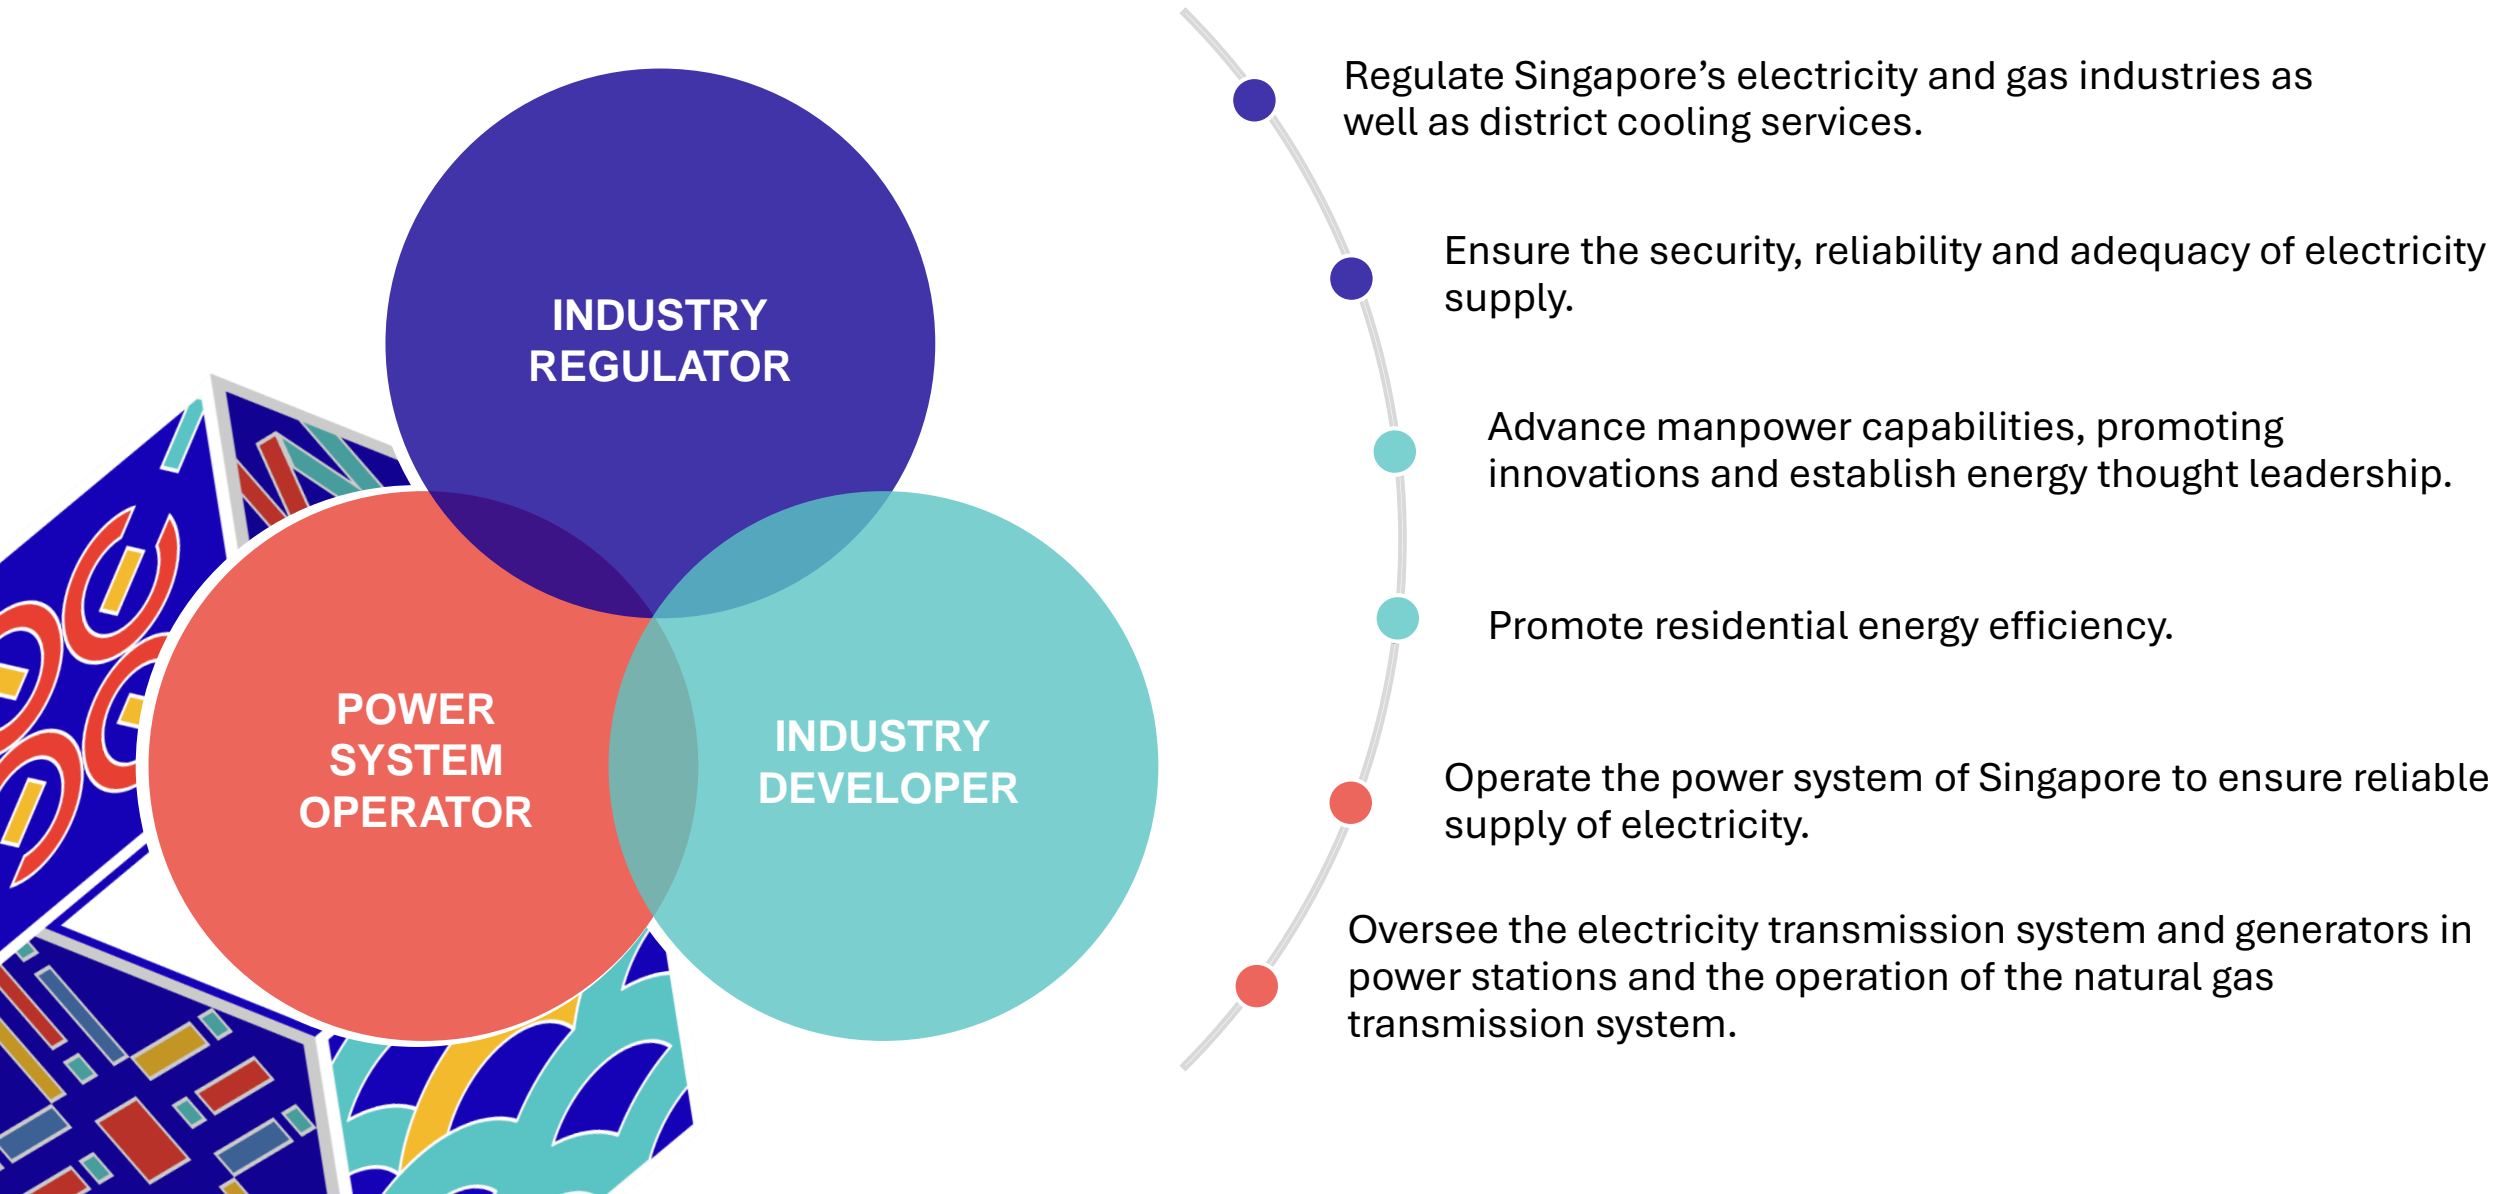 INDUSTRY
REGULATOR
POWER
SYSTEM
OPERATOR
INDUSTRY
DEVELOPER
Regulate Singapore’s electricity and gas industries as
well as district cooling services.
Ensure the security, reliability and adequacy of electricity
supply.
Advance manpower capabilities, promoting
innovations and establish energy thought leadership.
Promote residential energy efficiency.
Operate the power system of Singapore to ensure reliable
supply of electricity.
Oversee the electricity transmission system and generators in
power stations and the operation of the natural gas
transmission system.